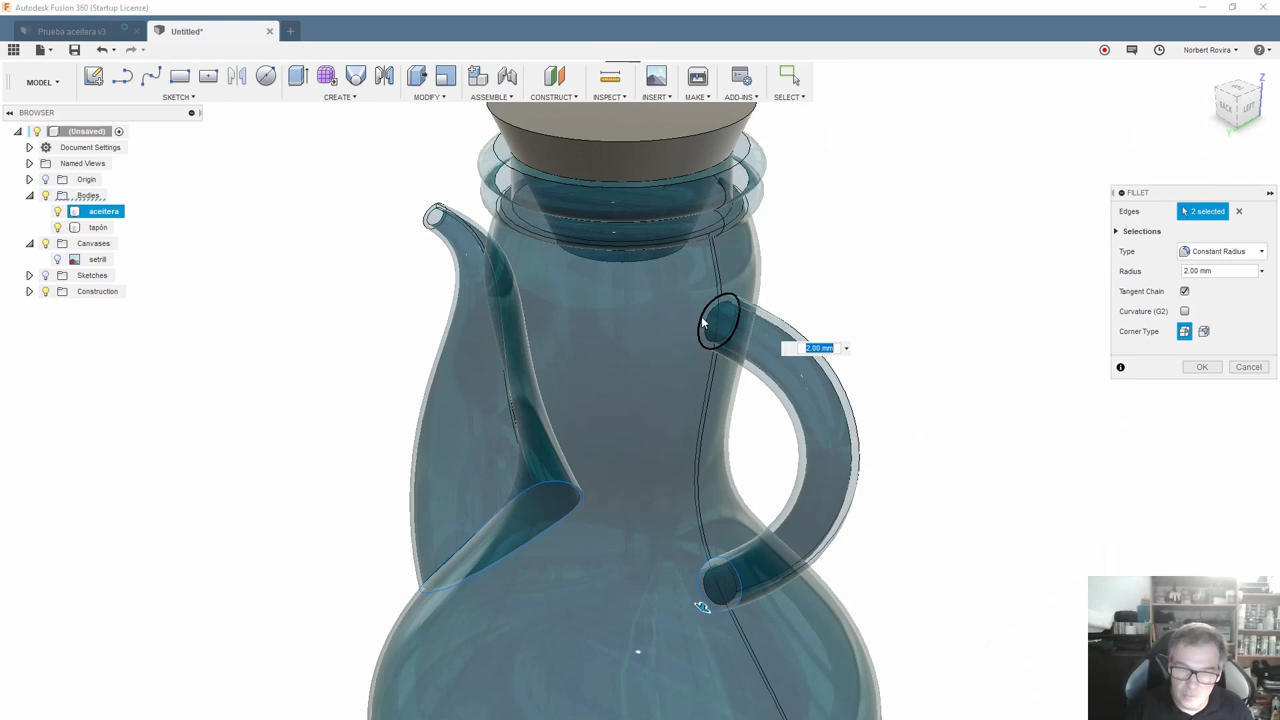 Autodesk Fusion 360 (Startup License)
Prueba aceitera v3
Untitled*
Norbert Rovira
MODEL
SKETCH
CREATE
MODIFY
ASSEMBLE
CONSTRUCT
INSPECT
INSERT
MAKE
ADD-INS
SELECT
BROWSER
(Unsaved)
Document Settings
Named Views
Origin
Bodies
aceitera
tapón
Canvases
setrill
Sketches
Construction
RACK LEFT
Z
FILLET
Edges 2 selected
Selections
Type Constant Radius
Radius 2.00 mm
Tangent Chain
Curvature (G2)
Corner Type
OK Cancel
2.00 mm